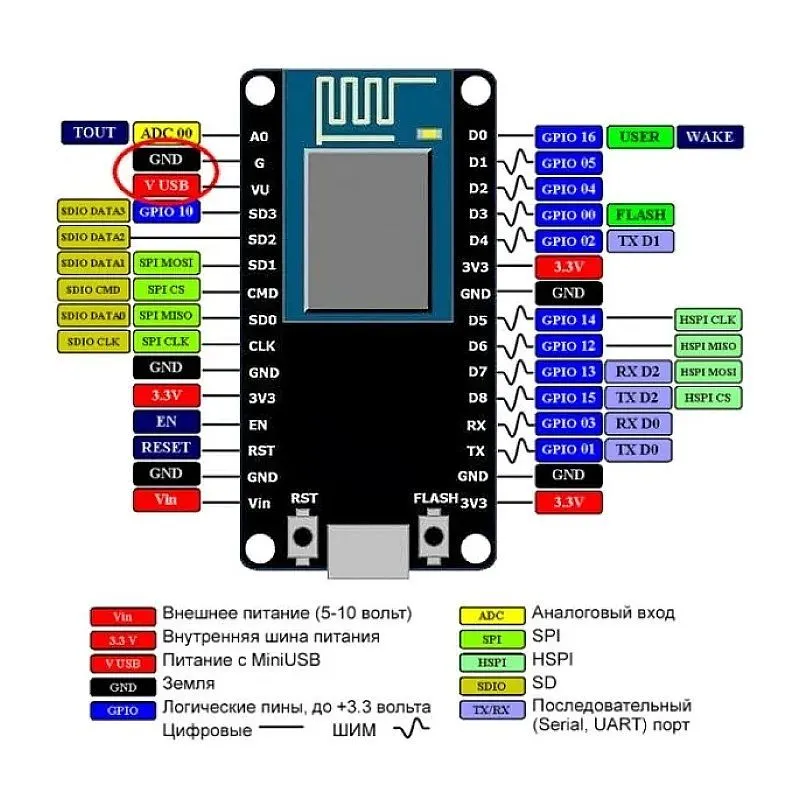 TOUT ADC 00 A0 D0 GPIO 16 USER WAKE
GND G D1 GPIO 05
V USB VU D2 GPIO 04
SDIO DATA3 GPIO 10 SD3 D3 GPIO 00 FLASH
SDIO DATA2 SD2 D4 GPIO 02 TX D1
SDIO DATA1 SPI MOSI SD1 3V3 3.3V
SDIO CMD SPI CS CMD GND GND
SDIO DATA0 SPI MISO SD0 D5 GPIO 14 HSPI CLK
SDIO CLK SPI CLK CLK D6 GPIO 12 HSPI MISO
GND GND D7 GPIO 13 RX D2 HSPI MOSI
3.3V 3V3 D8 GPIO 15 TX D2 HSPI CS
EN EN RX GPIO 03 RX D0
RESET RST TX GPIO 01 TX D0
GND GND GND GND
Vin Vin RST FLASH 3V3 3.3V
Vin Внешнее питание (5-10 вольт)
3.3 V Внутренняя шина питания
V USB Питание с MiniUSB
GND Земля
GPIO Логические пины, до +3.3 вольта
Цифровые ШИМ
ADC Аналоговый вход
SPI SPI
HSPI HSPI
SDIO SD
TX/RX Последовательный
(Serial, UART) порт